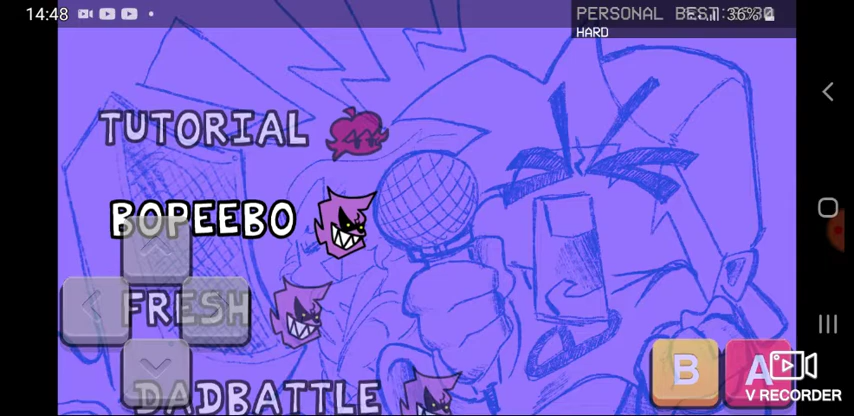 14:48
PERSONAL BEST:
36%
HARD
TUTORIAL
BOPEEBO
FRESH
DADBATTLE
B A
V RECORDER